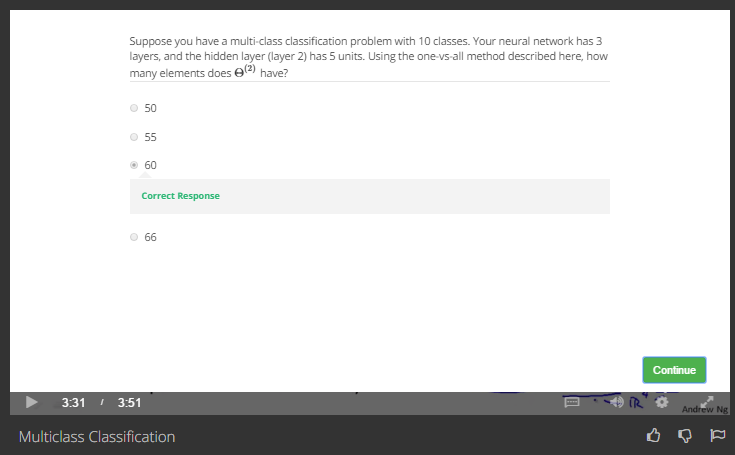 Suppose you have a multi-class classification problem with 10 classes. Your neural network has 3
layers, and the hidden layer (layer 2) has 5 units. Using the one-vs-all method described here, how
many elements does Θ⁽²⁾ have?
50
55
60
Correct Response
66
Continue
3:31 / 3:51
ℝ⁴
Andrew Ng
Multiclass Classification